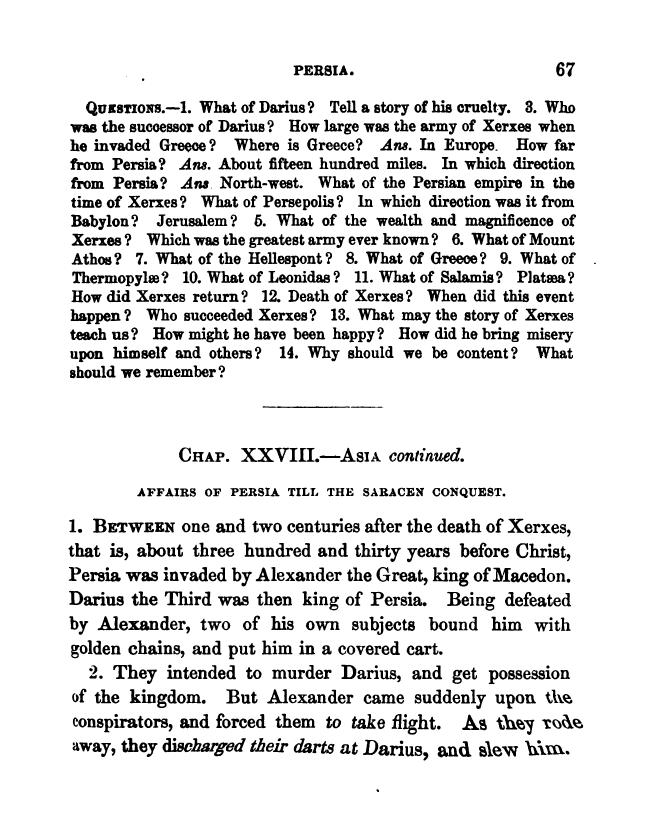 PERSIA. 67
QUESTIONS.—1. What of Darius? Tell a story of his cruelty. 3. Who
was the successor of Darius? How large was the army of Xerxes when
he invaded Greece? Where is Greece? Ans. In Europe. How far
from Persia? Ans. About fifteen hundred miles. In which direction
from Persia? Ans. North-west. What of the Persian empire in the
time of Xerxes? What of Persepolis? In which direction was it from
Babylon? Jerusalem? 5. What of the wealth and magnificence of
Xerxes? Which was the greatest army ever known? 6. What of Mount
Athos? 7. What of the Hellespont? 8. What of Greece? 9. What of
Thermopylæ? 10. What of Leonidas? 11. What of Salamis? Platæa?
How did Xerxes return? 12. Death of Xerxes? When did this event
happen? Who succeeded Xerxes? 13. What may the story of Xerxes
teach us? How might he have been happy? How did he bring misery
upon himself and others? 14. Why should we be content? What
should we remember?
CHAP. XXVIII.—ASIA continued.
AFFAIRS OF PERSIA TILL THE SARACEN CONQUEST.
1. BETWEEN one and two centuries after the death of Xerxes,
that is, about three hundred and thirty years before Christ,
Persia was invaded by Alexander the Great, king of Macedon.
Darius the Third was then king of Persia. Being defeated
by Alexander, two of his own subjects bound him with
golden chains, and put him in a covered cart.
2. They intended to murder Darius, and get possession
of the kingdom. But Alexander came suddenly upon the
conspirators, and forced them to take flight. As they rode
away, they discharged their darts at Darius, and slew him.